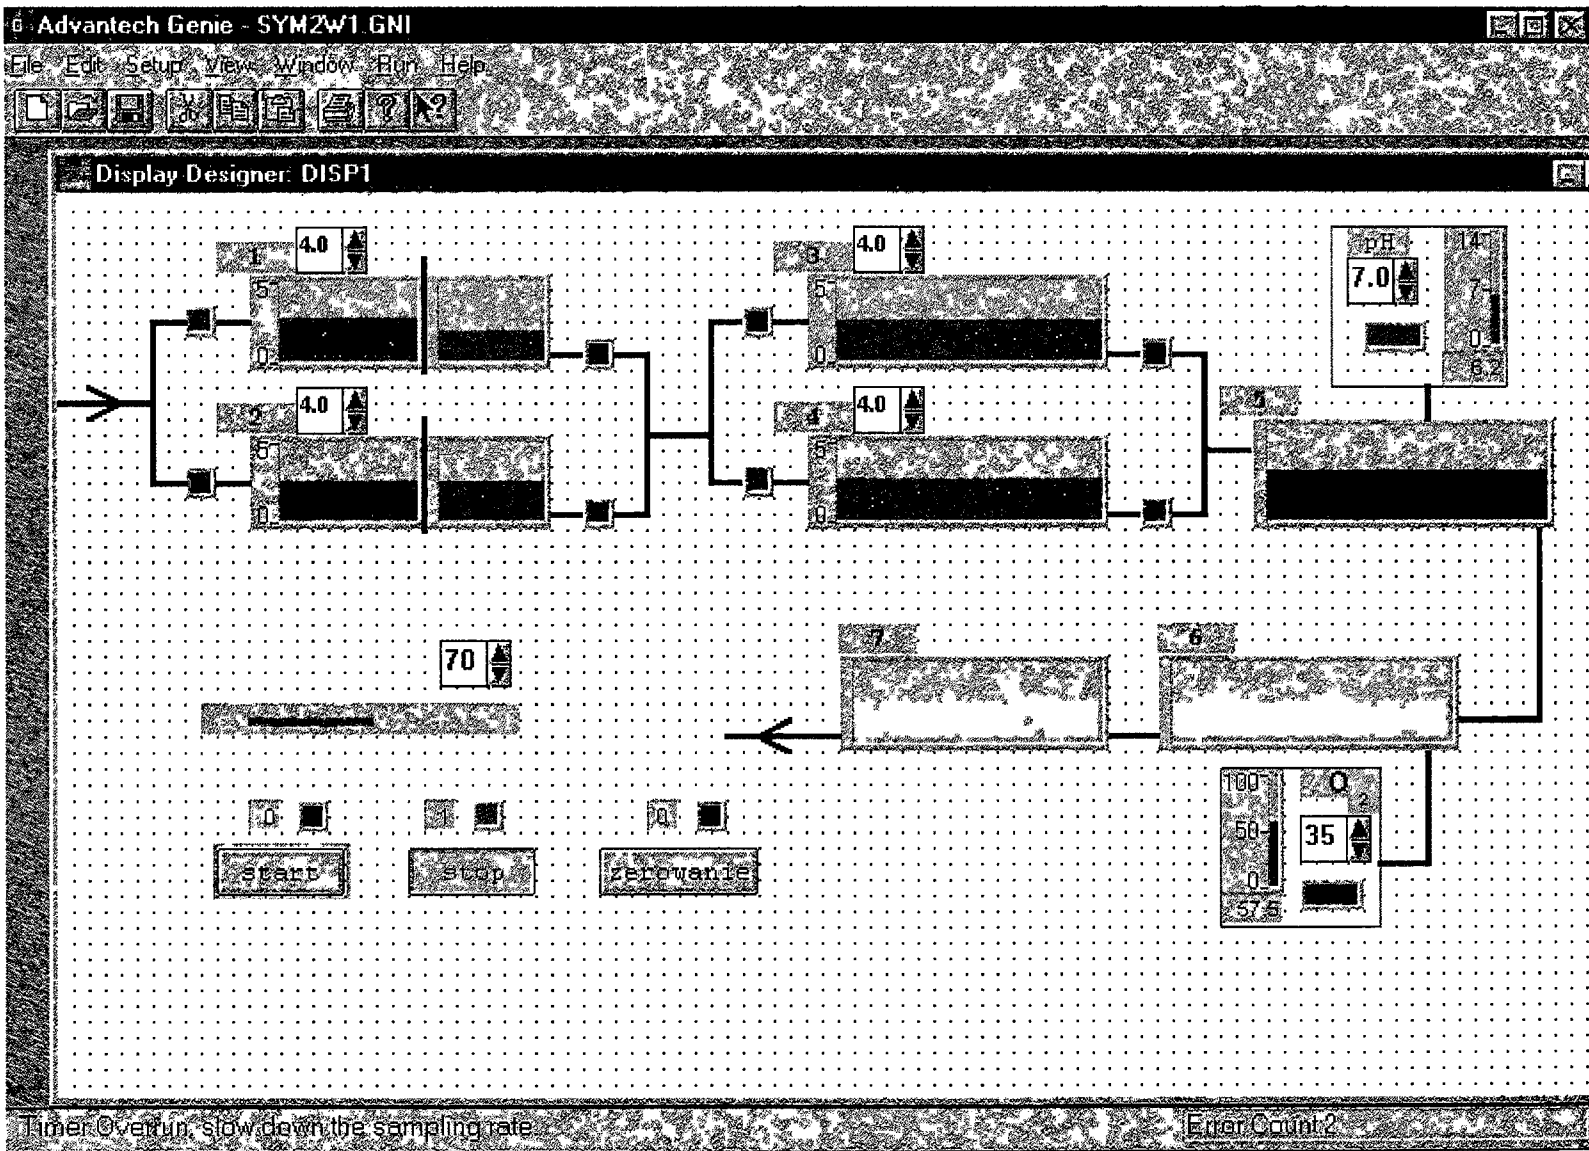 Advantech Genie - SYM2W1.GNI
File Edit Setup View Window Run Help
Display Designer: DISP1
1 4.0
5
0
2 4.0
5
0
3 4.0
5
0
4 4.0
5
0
pH 14
7.0 7
0
6.2
5
70
7
6
0
1
0
start
stop
zerowanie
100 O2
50 35
0
57.5
Timer Overrun, slow down the sampling rate
Error Count:2